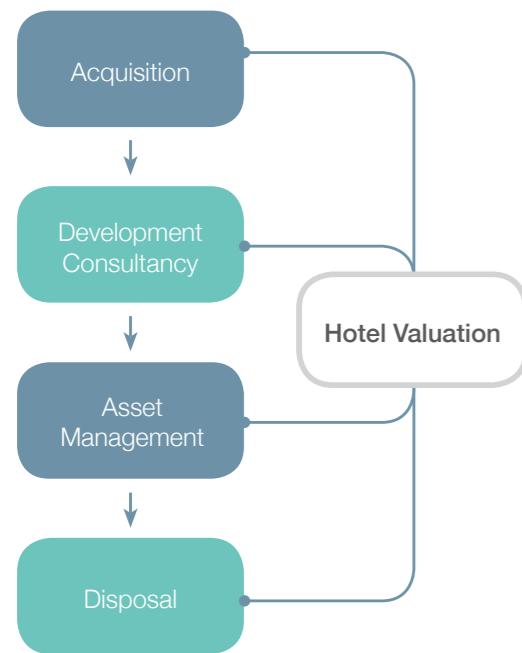 Acquisition
Development
Consultancy
Hotel Valuation
Asset
Management
Disposal